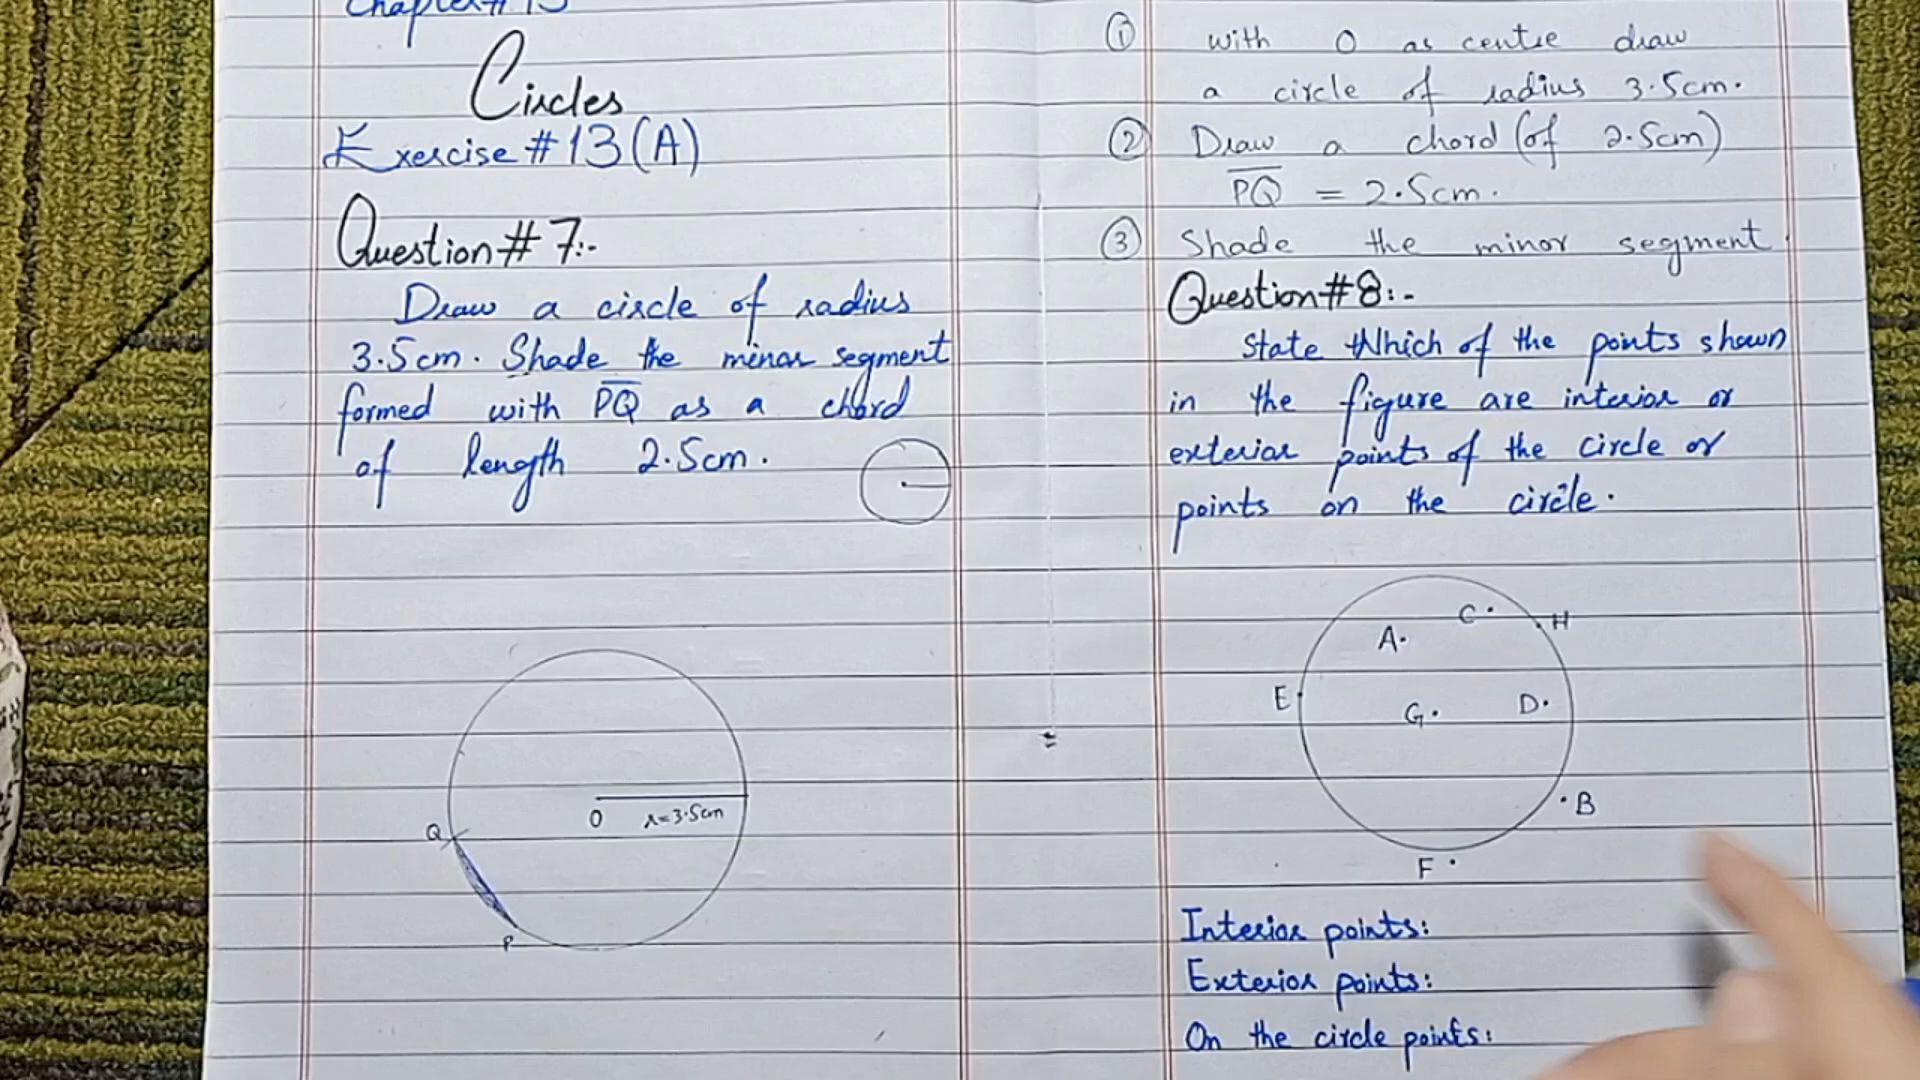 Chapter# 13
Circles
Exercise # 13(A)
Question# 7:-
Draw a circle of radius
3.5cm. Shade the minor segment
formed with PQ as a chord
of length 2.5cm.
O r=3.5cm
Q
P
① with O as centre draw
a circle of radius 3.5cm.
② Draw a chord (of 2.5cm)
PQ = 2.5cm.
③ Shade the minor segment.
Question#8:-
State Which of the ponts shown
in the figure are interior or
exterior points of the circle or
points on the circle.
C
H
A
E
G
D
B
F
Interior points:
Exterior points:
On the circle points: